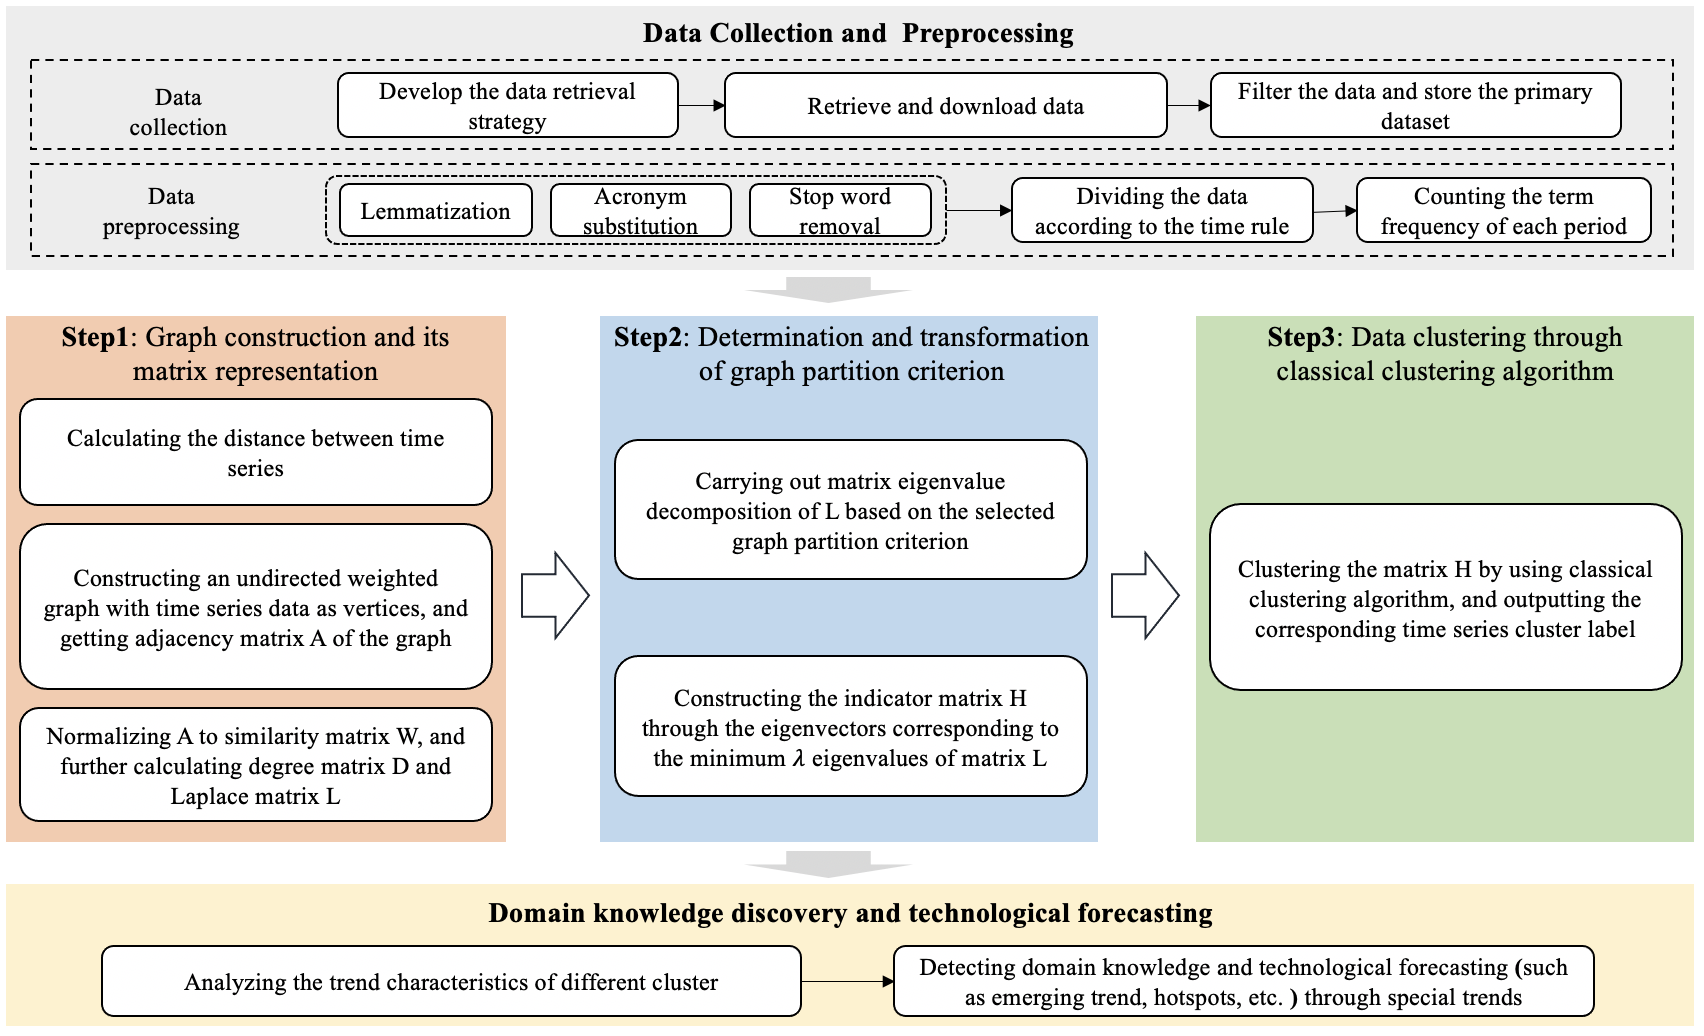 Data Collection and Preprocessing
Data
collection
Develop the data retrieval
strategy
Retrieve and download data
Filter the data and store the primary
dataset
Data
preprocessing
Lemmatization
Acronym
substitution
Stop word
removal
Dividing the data
according to the time rule
Counting the term
frequency of each period
Step1: Graph construction and its
matrix representation
Calculating the distance between time
series
Constructing an undirected weighted
graph with time series data as vertices, and
getting adjacency matrix A of the graph
Normalizing A to similarity matrix W, and
further calculating degree matrix D and
Laplace matrix L
Step2: Determination and transformation
of graph partition criterion
Carrying out matrix eigenvalue
decomposition of L based on the selected
graph partition criterion
Constructing the indicator matrix H
through the eigenvectors corresponding to
the minimum λ eigenvalues of matrix L
Step3: Data clustering through
classical clustering algorithm
Clustering the matrix H by using classical
clustering algorithm, and outputting the
corresponding time series cluster label
Domain knowledge discovery and technological forecasting
Analyzing the trend characteristics of different cluster
Detecting domain knowledge and technological forecasting (such
as emerging trend, hotspots, etc. ) through special trends